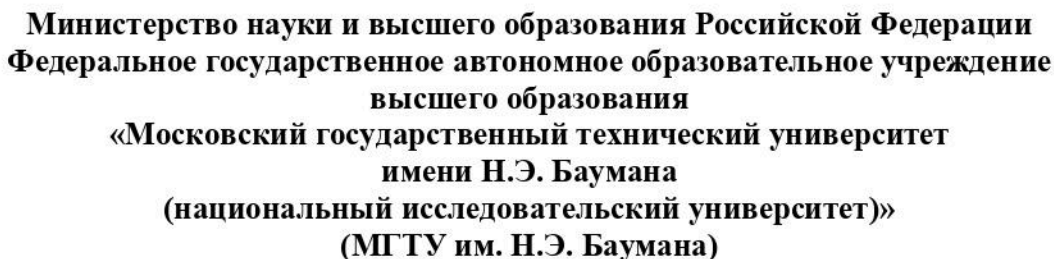 Министерство науки и высшего образования Российской Федерации
Федеральное государственное автономное образовательное учреждение
высшего образования
«Московский государственный технический университет
имени Н.Э. Баумана
(национальный исследовательский университет)»
(МГТУ им. Н.Э. Баумана)